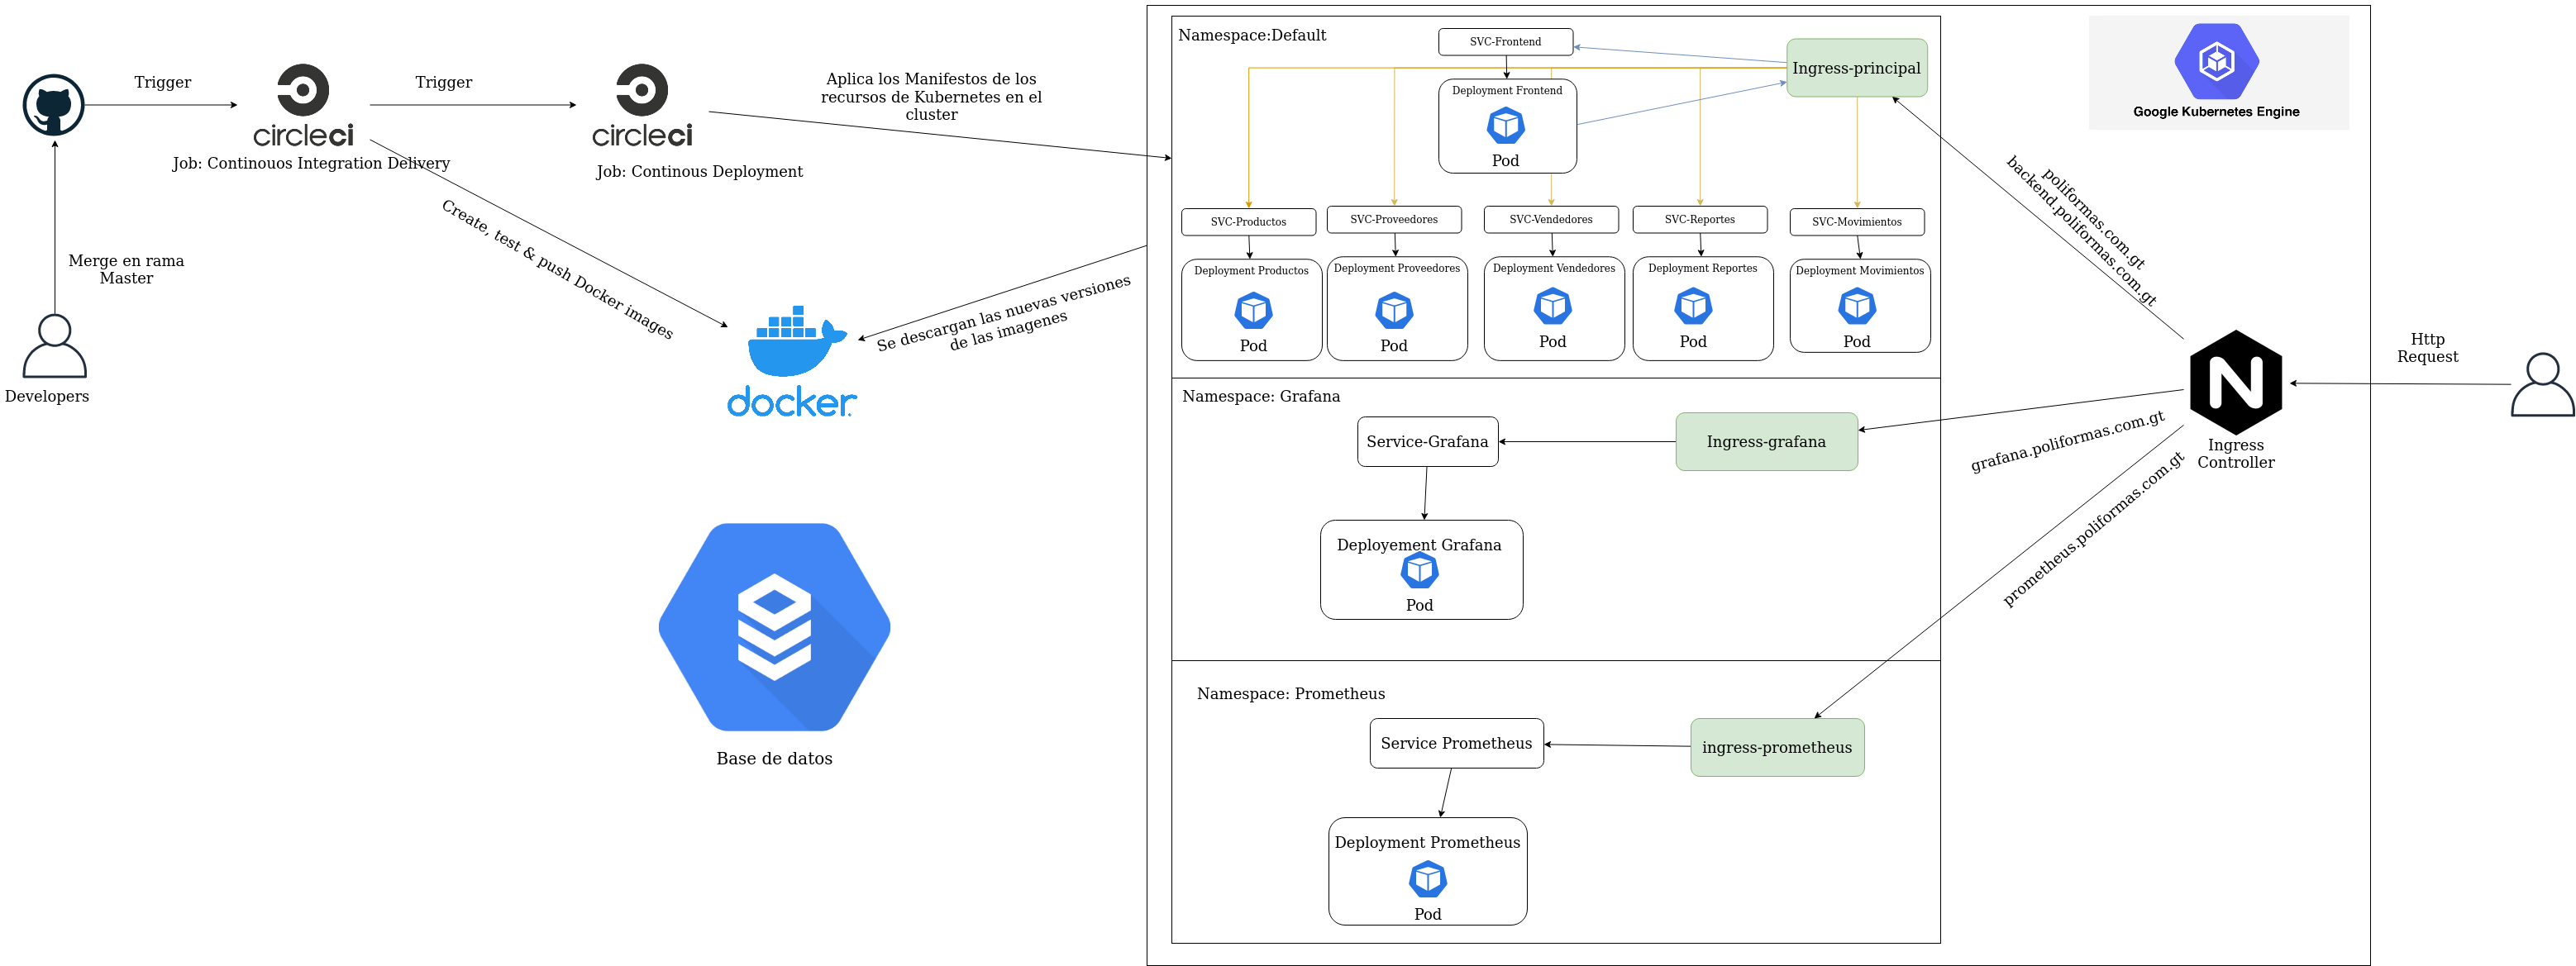 Trigger
circleci
Job: Continouos Integration Delivery
Trigger
circleci
Job: Continous Deployment
Aplica los Manifestos de los
recursos de Kubernetes en el
cluster
Merge en rama
Master
Developers
Create, test & push Docker images
docker
Se descargan las nuevas versiones
de las imagenes
Base de datos
Namespace:Default
SVC-Frontend
Deployment Frontend
Pod
Ingress-principal
SVC-Productos
SVC-Proveedores
SVC-Vendedores
SVC-Reportes
SVC-Movimientos
Deployment Productos
Pod
Deployment Proveedores
Pod
Deployment Vendedores
Pod
Deployment Reportes
Pod
Deployment Movimientos
Pod
Namespace: Grafana
Service-Grafana
Ingress-grafana
Deployement Grafana
Pod
Namespace: Prometheus
Service Prometheus
ingress-prometheus
Deployment Prometheus
Pod
Google Kubernetes Engine
poliformas.com.gt
backend.poliformas.com.gt
grafana.poliformas.com.gt
prometheus.poliformas.com.gt
N
Ingress
Controller
Http
Request